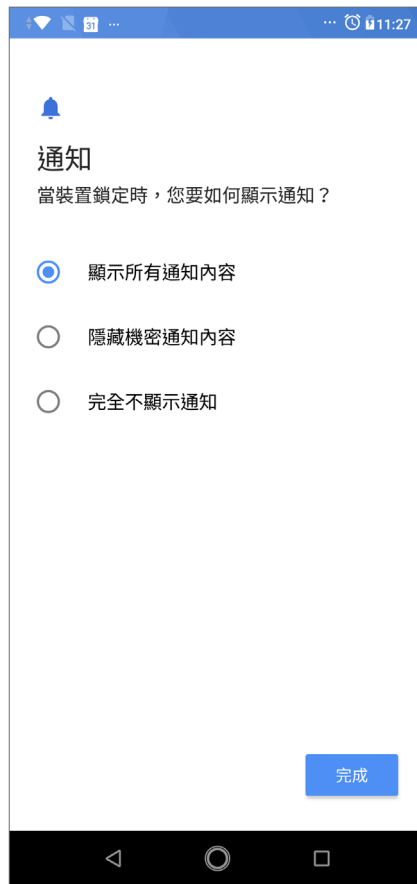 31 ... ... 11:27
通知
當裝置鎖定時，您要如何顯示通知？
顯示所有通知內容
隱藏機密通知內容
完全不顯示通知
完成